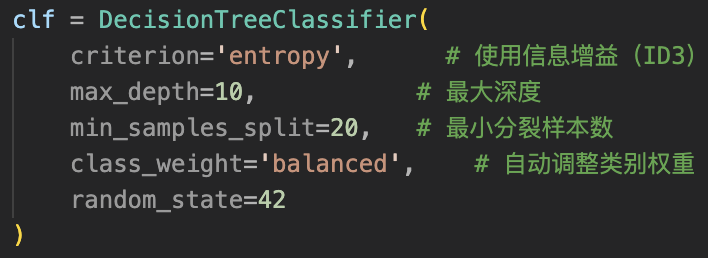 clf = DecisionTreeClassifier(
    criterion='entropy',      # 使用信息增益（ID3）
    max_depth=10,           # 最大深度
    min_samples_split=20,   # 最小分裂样本数
    class_weight='balanced',    # 自动调整类别权重
    random_state=42
)